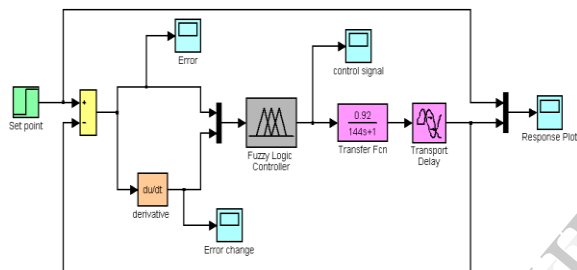 Error
control signal
Set point
+
-
Fuzzy Logic
Controller
0.92
144s+1
Transfer Fcn
Transport
Delay
Response Plot
du/dt
derivative
Error change